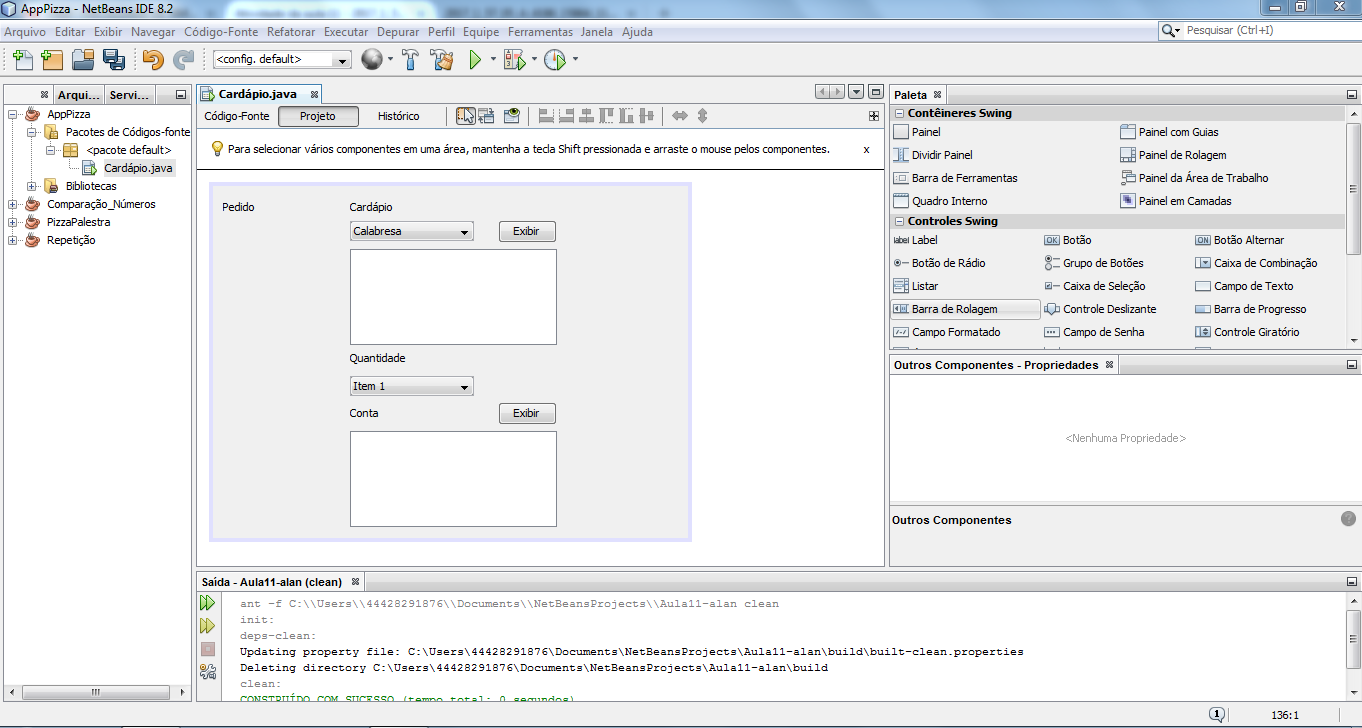 AppPizza - NetBeans IDE 8.2
Arquivo Editar Exibir Navegar Código-Fonte Refatorar Executar Depurar Perfil Equipe Ferramentas Janela Ajuda
Pesquisar (Ctrl+I)
<config. default>
Arqui... Servi...
AppPizza
Pacotes de Códigos-fonte
<pacote default>
Cardápio.java
Bibliotecas
Comparação_Números
PizzaPalestra
Repetição
Cardápio.java
Código-Fonte Projeto Histórico
Para selecionar vários componentes em uma área, mantenha a tecla Shift pressionada e arraste o mouse pelos componentes. x
Pedido Cardápio
Calabresa Exibir
Quantidade
Item 1
Conta Exibir
Paleta
Contêineres Swing
Painel Painel com Guias
Dividir Painel Painel de Rolagem
Barra de Ferramentas Painel da Área de Trabalho
Quadro Interno Painel em Camadas
Controles Swing
label Label OK Botão ON Botão Alternar
Botão de Rádio Grupo de Botões Caixa de Combinação
Listar Caixa de Seleção Campo de Texto
Barra de Rolagem Controle Deslizante Barra de Progresso
Campo Formatado Campo de Senha Controle Giratório
Outros Componentes - Propriedades
<Nenhuma Propriedade>
Outros Componentes
Saída - Aula11-alan (clean)
ant -f C:\\Users\\44428291876\\Documents\\NetBeansProjects\\Aula11-alan clean
init:
deps-clean:
Updating property file: C:\Users\44428291876\Documents\NetBeansProjects\Aula11-alan\build\built-clean.properties
Deleting directory C:\Users\44428291876\Documents\NetBeansProjects\Aula11-alan\build
clean:
CONSTRUÍDO COM SUCESSO (tempo total: 0 segundos)
1 136:1